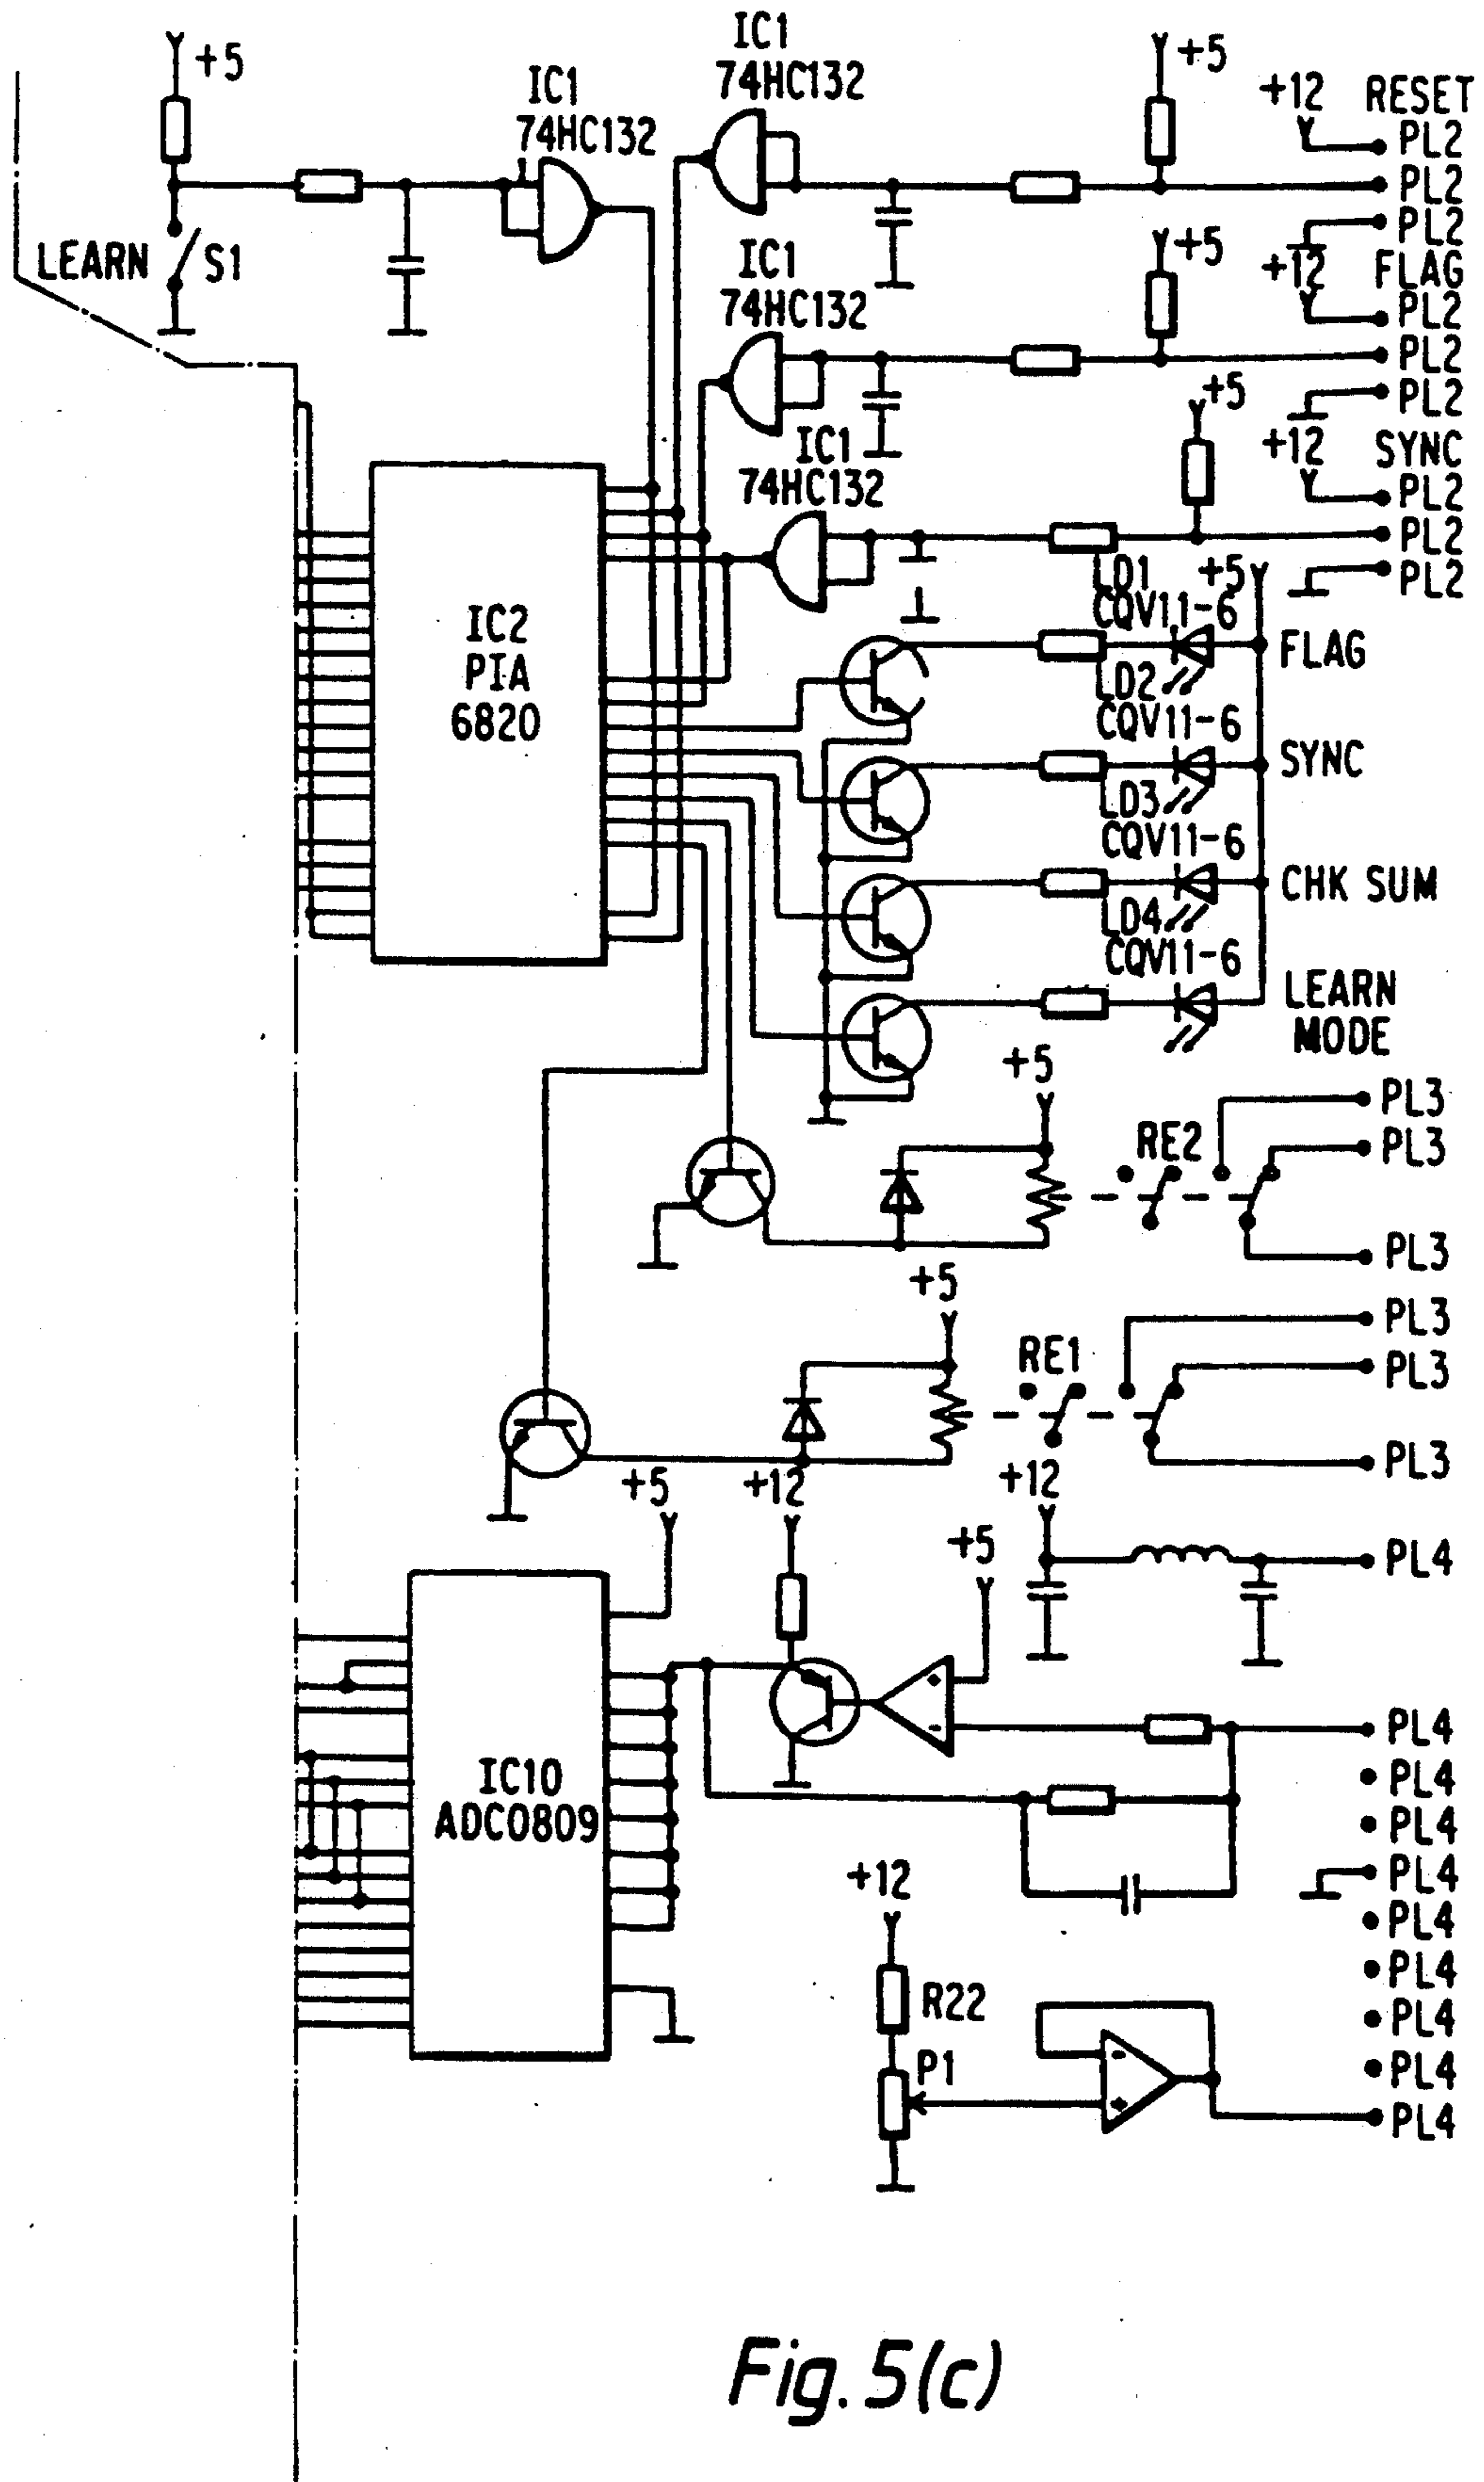 +5
IC1
74HC132
IC1
74HC132
+5
+12 RESET
PL2
PL2
PL2
LEARN S1
IC1
74HC132
+5
+12 FLAG
PL2
PL2
PL2
IC1
74HC132
+5
+12 SYNC
PL2
PL2
PL2
IC2
PIA
6820
LD1
CQV11-6
+5
FLAG
LD2
CQV11-6
SYNC
LD3
CQV11-6
CHK SUM
LD4
CQV11-6
LEARN
MODE
+5
RE2
PL3
PL3
PL3
+5
RE1
PL3
PL3
PL3
+5
+12
+12
+5
PL4
+
-
PL4
IC10
ADC0809
PL4
PL4
PL4
PL4
PL4
PL4
PL4
PL4
+12
R22
P1
-
+
Fig. 5(c)